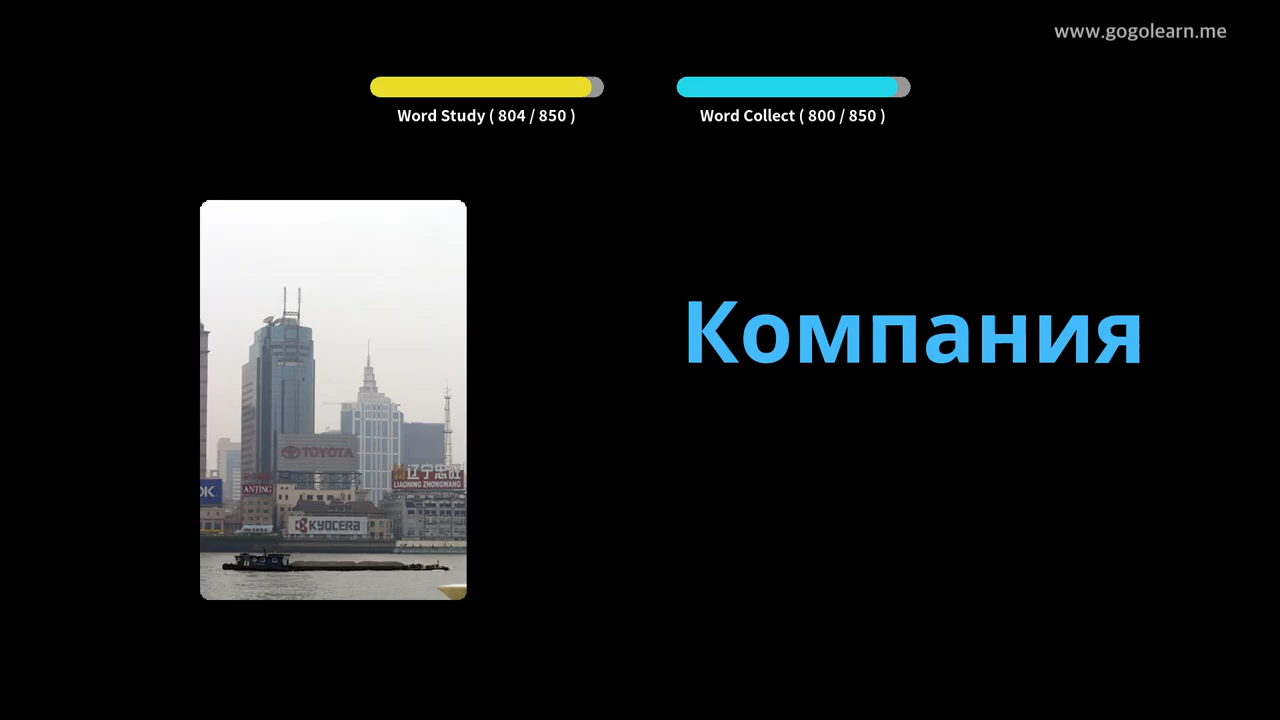 www.gogolearn.me
Word Study ( 804 / 850 )
Word Collect ( 800 / 850 )
Компания
TOYOTA
辽宁忠旺
LIAONING ZHONGWANG
OK
ANTING
KYOCERA